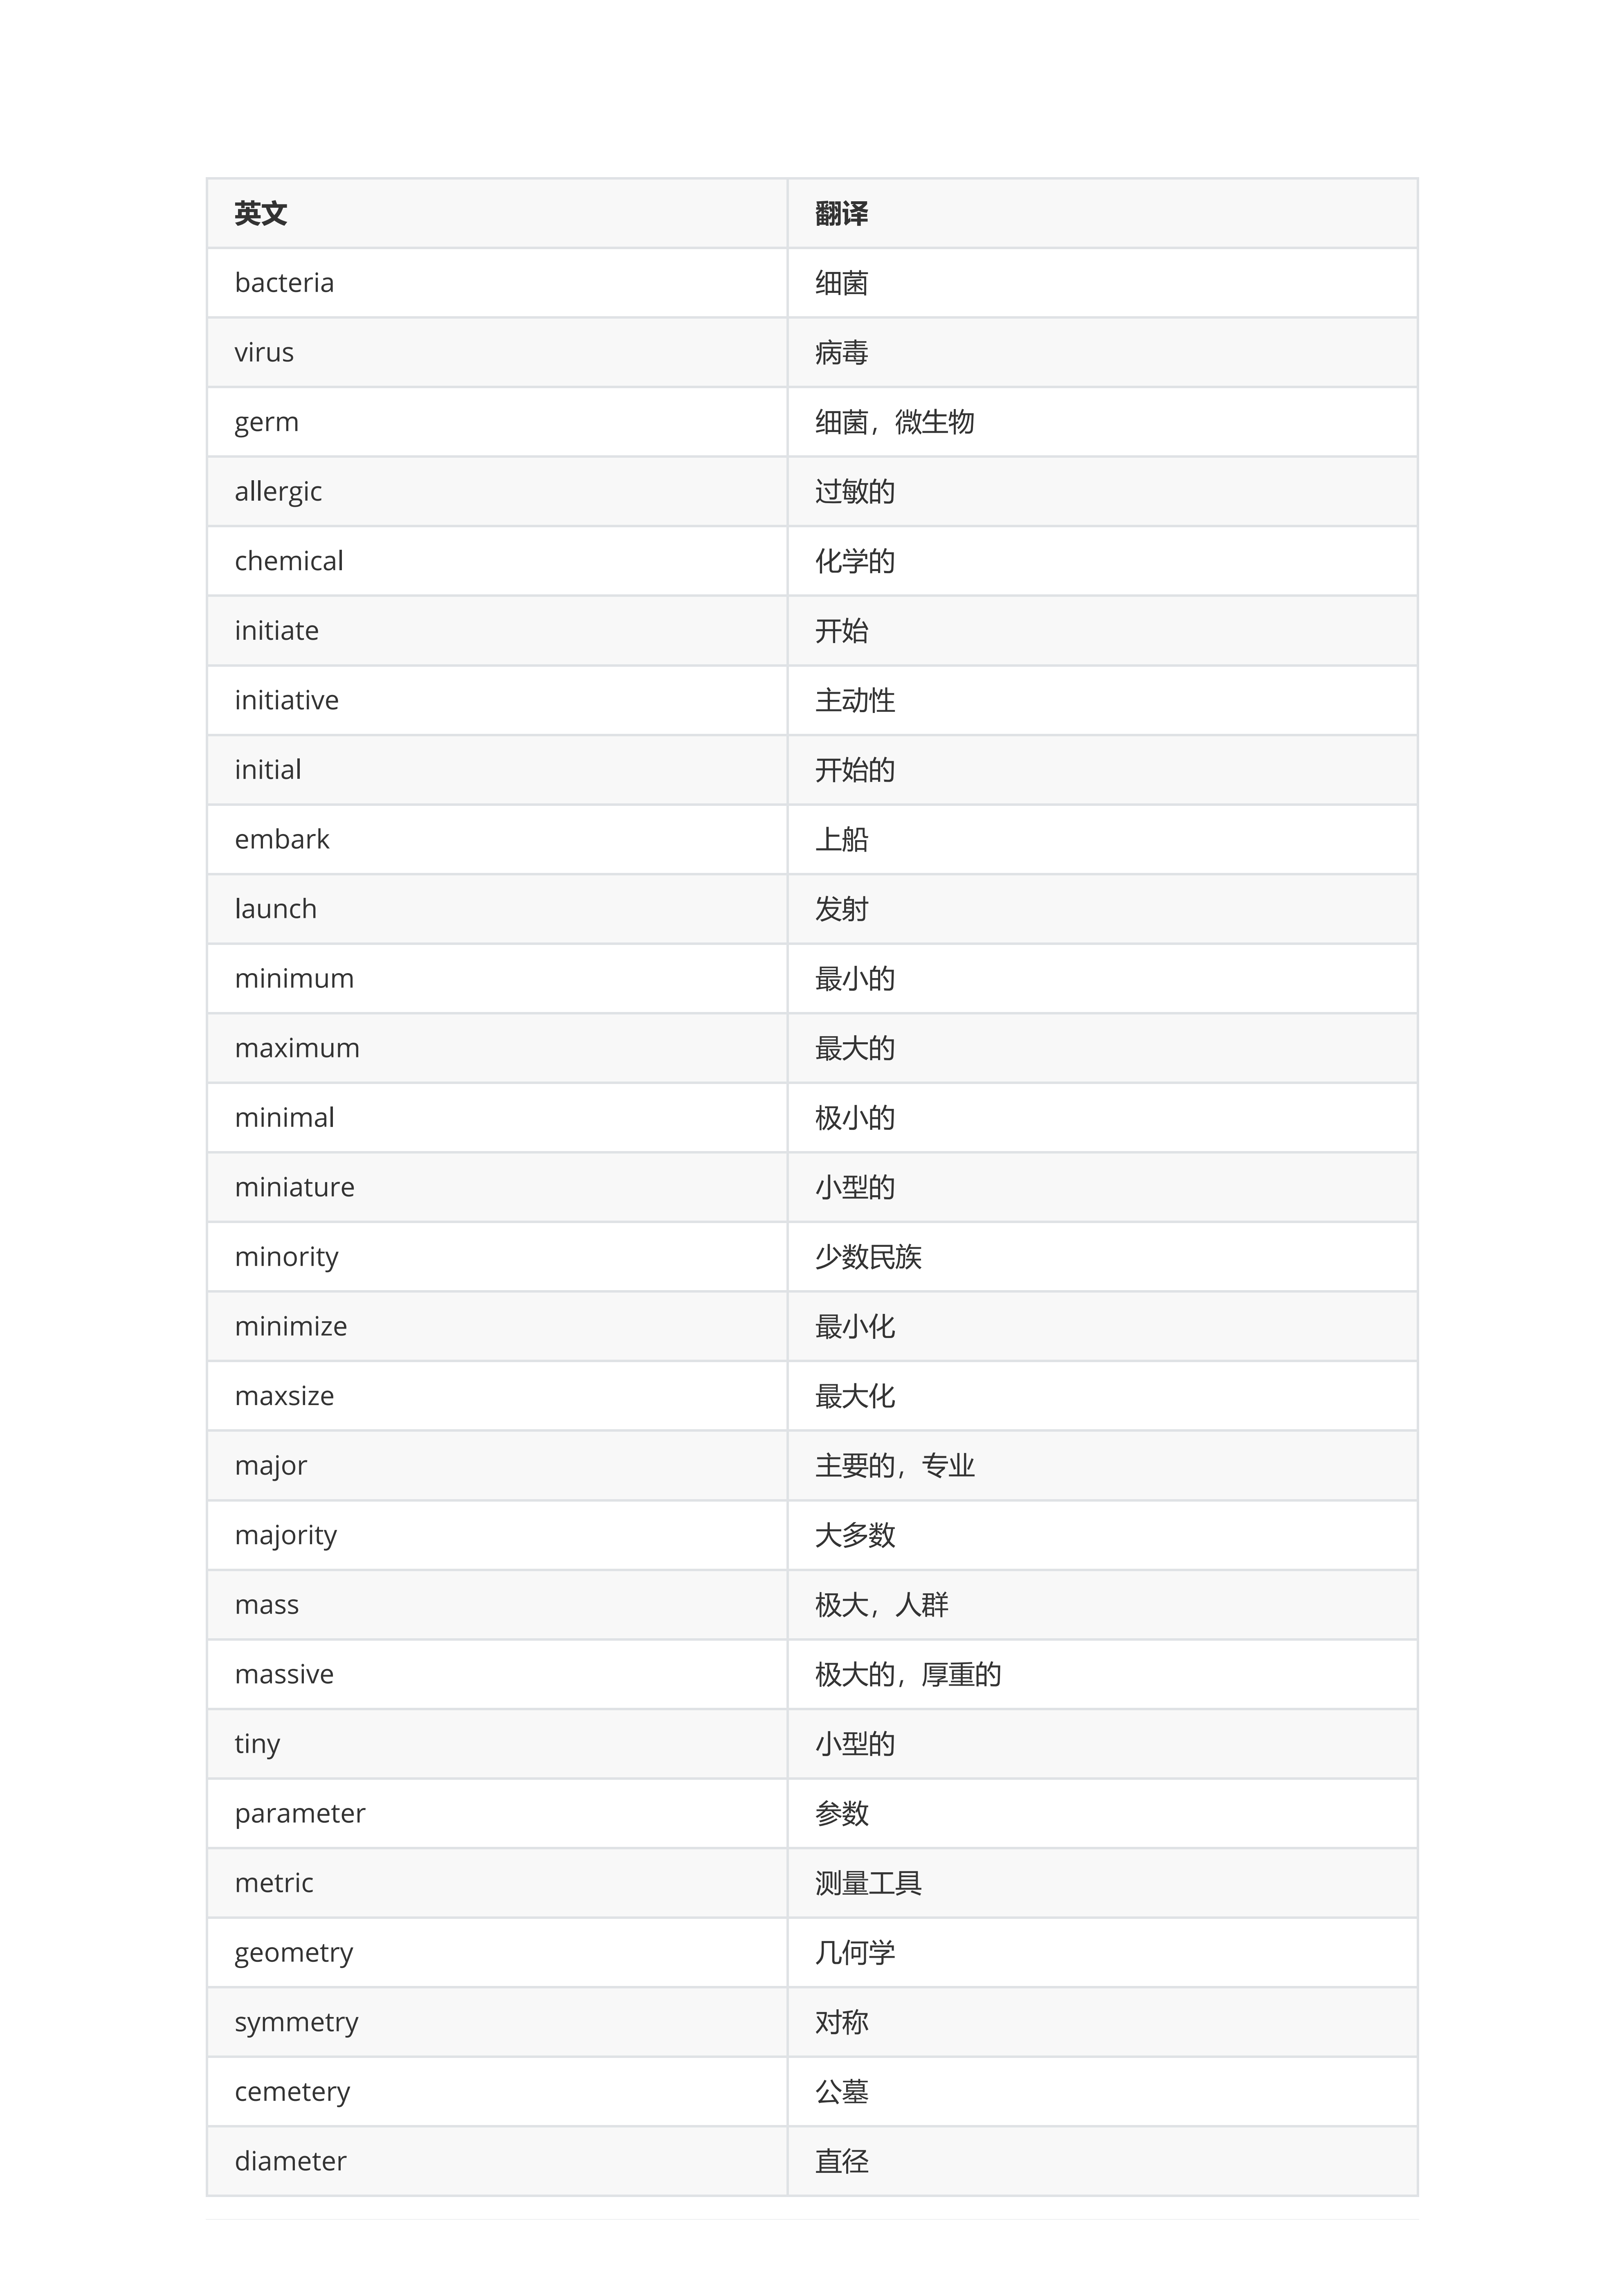 英文 翻译
bacteria 细菌
virus 病毒
germ 细菌，微生物
allergic 过敏的
chemical 化学的
initiate 开始
initiative 主动性
initial 开始的
embark 上船
launch 发射
minimum 最小的
maximum 最大的
minimal 极小的
miniature 小型的
minority 少数民族
minimize 最小化
maxsize 最大化
major 主要的，专业
majority 大多数
mass 极大，人群
massive 极大的，厚重的
tiny 小型的
parameter 参数
metric 测量工具
geometry 几何学
symmetry 对称
cemetery 公墓
diameter 直径